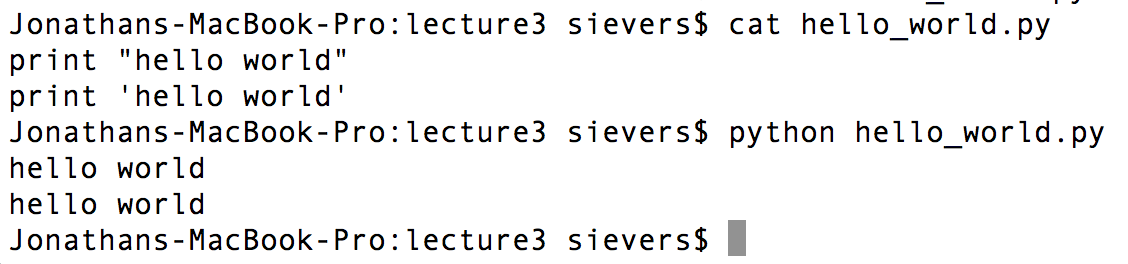 Jonathans-MacBook-Pro:lecture3 sievers$ cat hello_world.py
print "hello world"
print 'hello world'
Jonathans-MacBook-Pro:lecture3 sievers$ python hello_world.py
hello world
hello world
Jonathans-MacBook-Pro:lecture3 sievers$